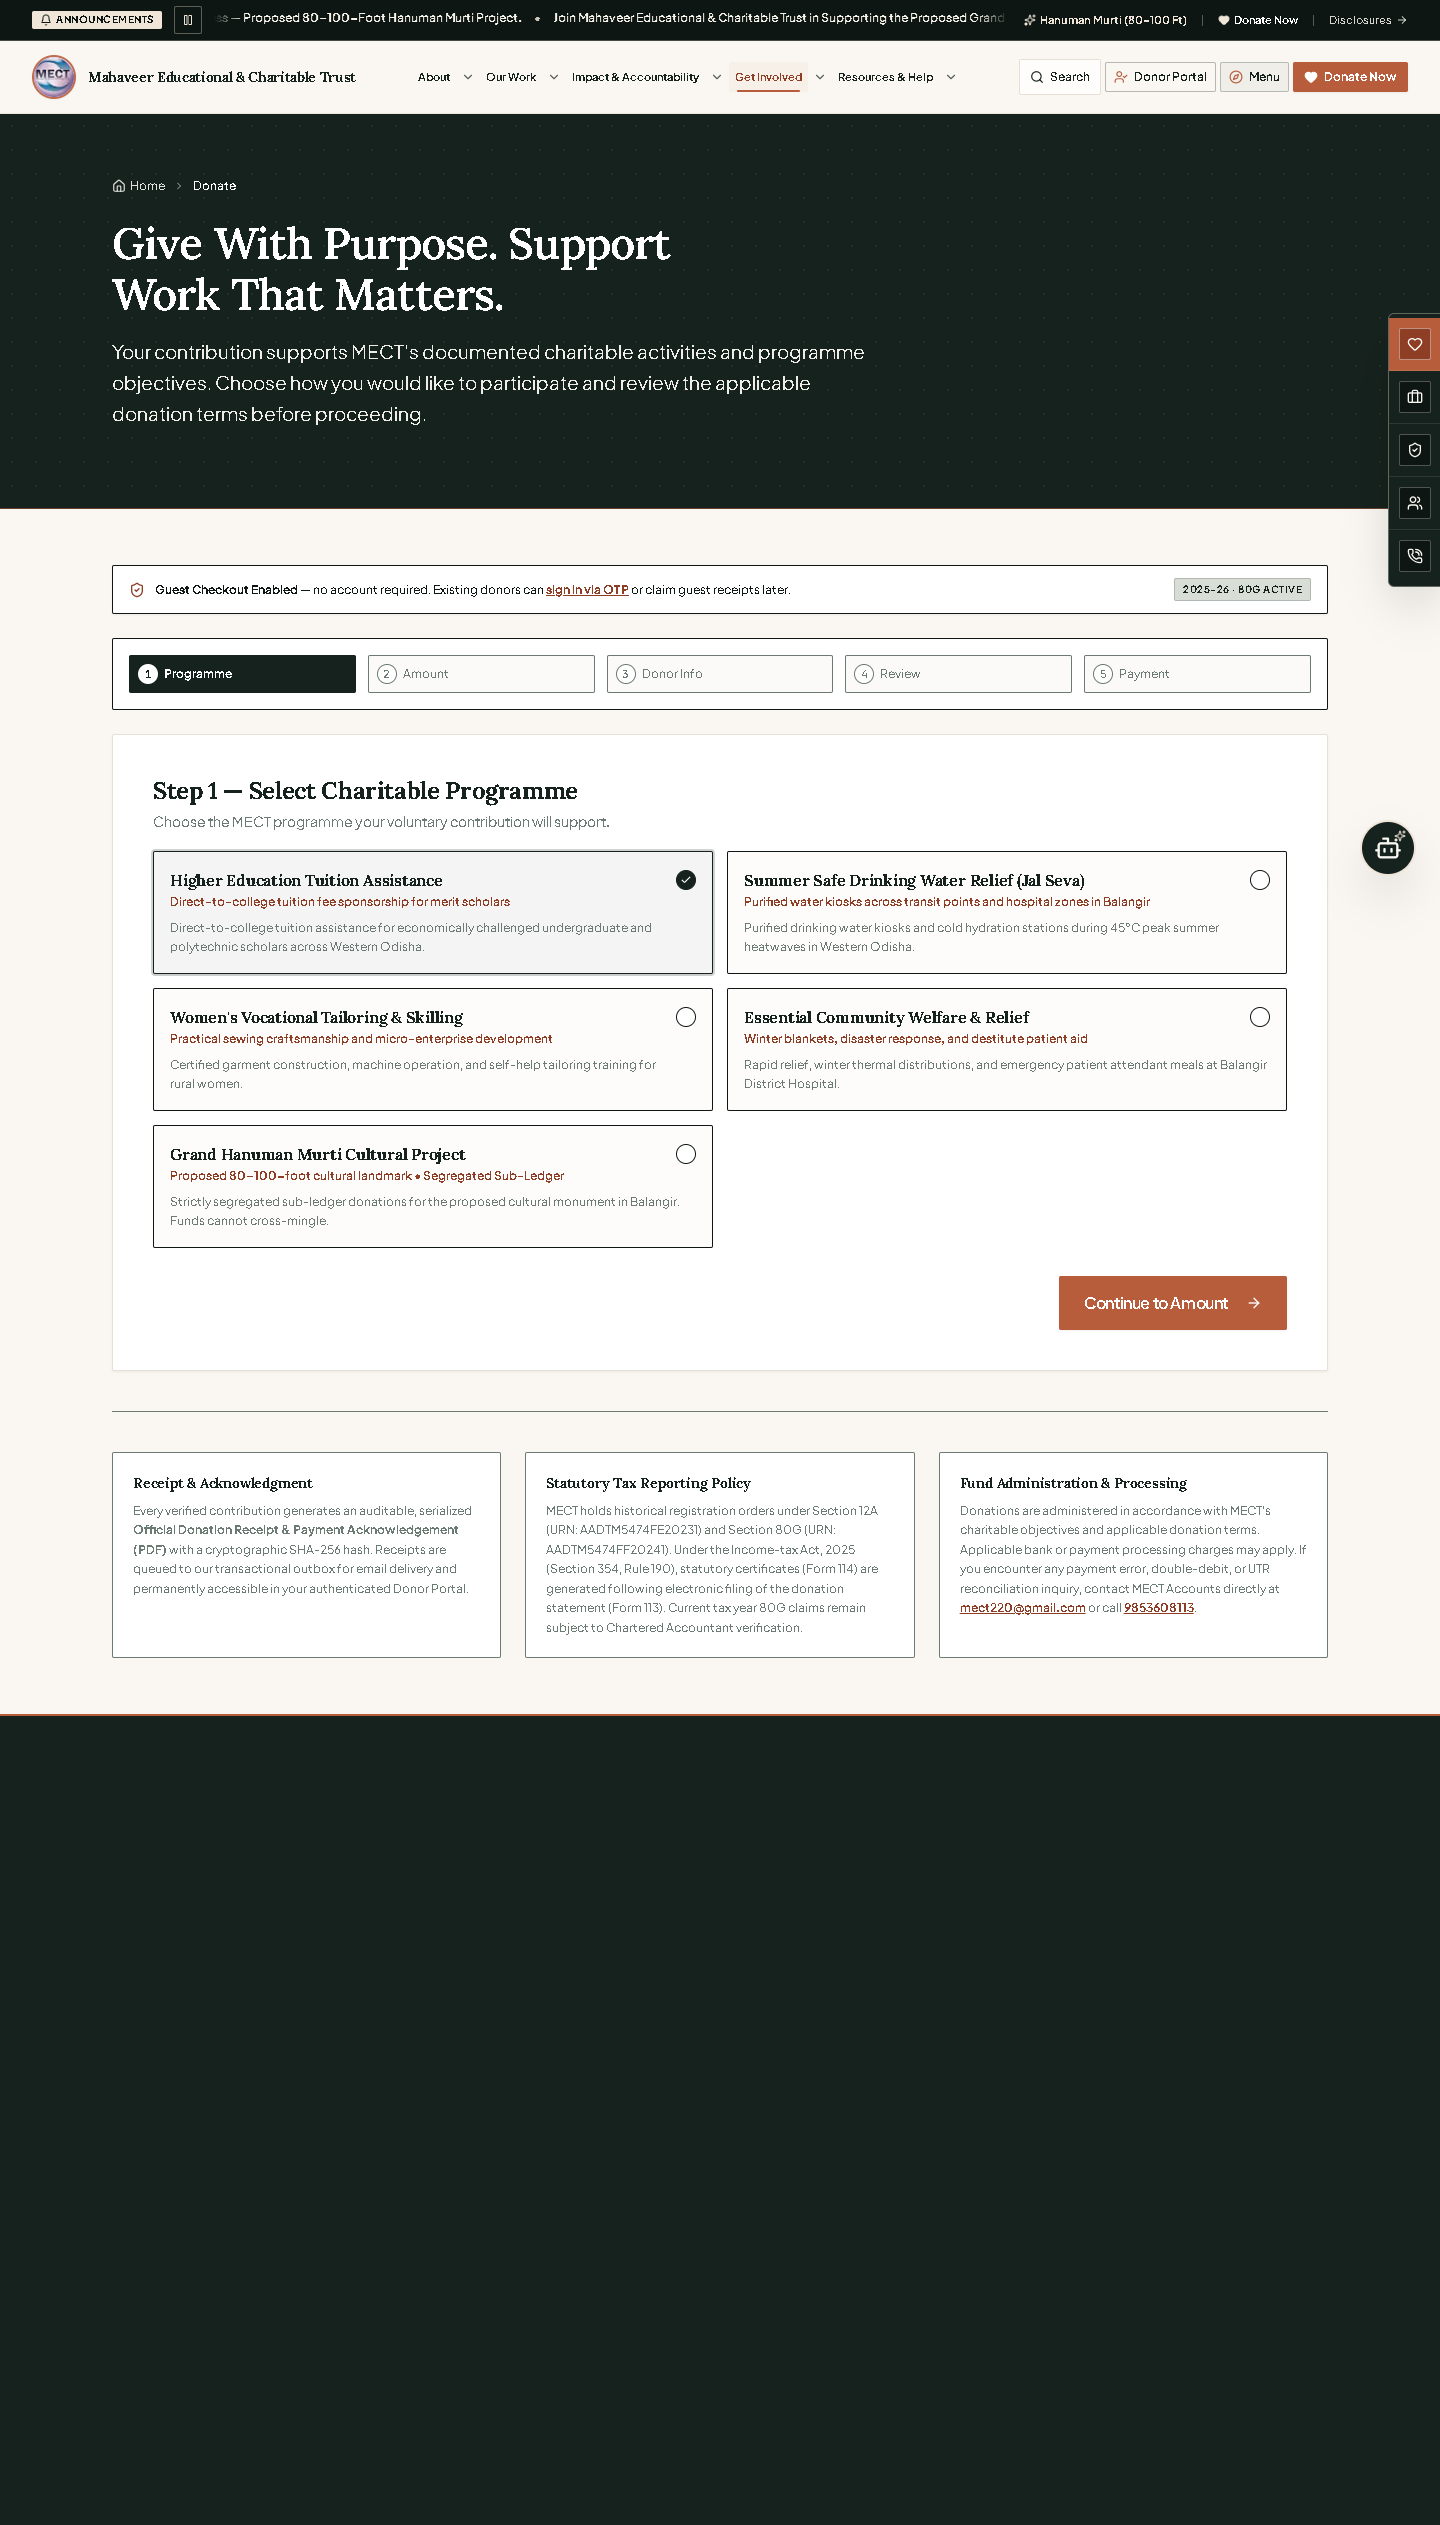 ANNOUNCEMENTS
ss — Proposed 80–100-Foot Hanuman Murti Project. • Join Mahaveer Educational & Charitable Trust in Supporting the Proposed Grand
Hanuman Murti (80–100 Ft)
Donate Now
Disclosures →
MECT
Mahaveer Educational & Charitable Trust
About
Our Work
Impact & Accountability
Get Involved
Resources & Help
Search
Donor Portal
Menu
Donate Now
Home > Donate
Give With Purpose. Support
Work That Matters.
Your contribution supports MECT's documented charitable activities and programme
objectives. Choose how you would like to participate and review the applicable
donation terms before proceeding.
Guest Checkout Enabled — no account required. Existing donors can sign in via OTP or claim guest receipts later.
2025-26 · 80G ACTIVE
1 Programme
2 Amount
3 Donor Info
4 Review
5 Payment
Step 1 — Select Charitable Programme
Choose the MECT programme your voluntary contribution will support.
Higher Education Tuition Assistance
Direct-to-college tuition fee sponsorship for merit scholars
Direct-to-college tuition assistance for economically challenged undergraduate and
polytechnic scholars across Western Odisha.
Summer Safe Drinking Water Relief (Jal Seva)
Purified water kiosks across transit points and hospital zones in Balangir
Purified drinking water kiosks and cold hydration stations during 45°C peak summer
heatwaves in Western Odisha.
Women's Vocational Tailoring & Skilling
Practical sewing craftsmanship and micro-enterprise development
Certified garment construction, machine operation, and self-help tailoring training for
rural women.
Essential Community Welfare & Relief
Winter blankets, disaster response, and destitute patient aid
Rapid relief, winter thermal distributions, and emergency patient attendant meals at Balangir
District Hospital.
Grand Hanuman Murti Cultural Project
Proposed 80–100-foot cultural landmark • Segregated Sub-Ledger
Strictly segregated sub-ledger donations for the proposed cultural monument in Balangir.
Funds cannot cross-mingle.
Continue to Amount →
Receipt & Acknowledgment
Every verified contribution generates an auditable, serialized
Official Donation Receipt & Payment Acknowledgement
(PDF) with a cryptographic SHA-256 hash. Receipts are
queued to our transactional outbox for email delivery and
permanently accessible in your authenticated Donor Portal.
Statutory Tax Reporting Policy
MECT holds historical registration orders under Section 12A
(URN: AADTM5474FE20231) and Section 80G (URN:
AADTM5474FF20241). Under the Income-tax Act, 2025
(Section 354, Rule 190), statutory certificates (Form 114) are
generated following electronic filing of the donation
statement (Form 113). Current tax year 80G claims remain
subject to Chartered Accountant verification.
Fund Administration & Processing
Donations are administered in accordance with MECT's
charitable objectives and applicable donation terms.
Applicable bank or payment processing charges may apply. If
you encounter any payment error, double-debit, or UTR
reconciliation inquiry, contact MECT Accounts directly at
mect220@gmail.com or call 9853608113.